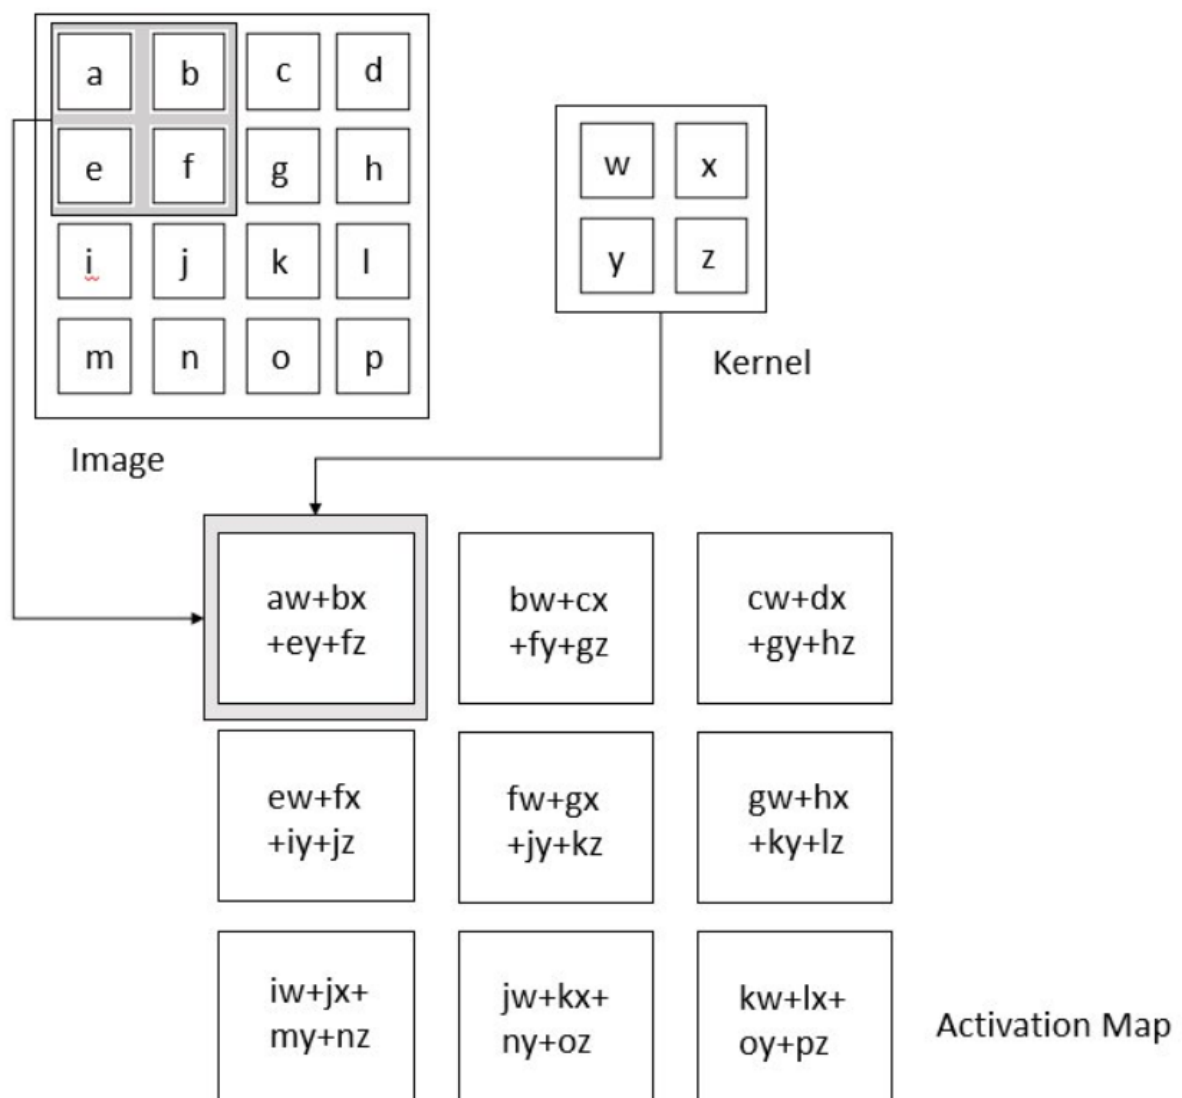 a b c d
e f g h
i j k l
m n o p
Image
w x
y z
Kernel
aw+bx
+ey+fz
bw+cx
+fy+gz
cw+dx
+gy+hz
ew+fx
+iy+jz
fw+gx
+jy+kz
gw+hx
+ky+lz
iw+jx+
my+nz
jw+kx+
ny+oz
kw+lx+
oy+pz
Activation Map